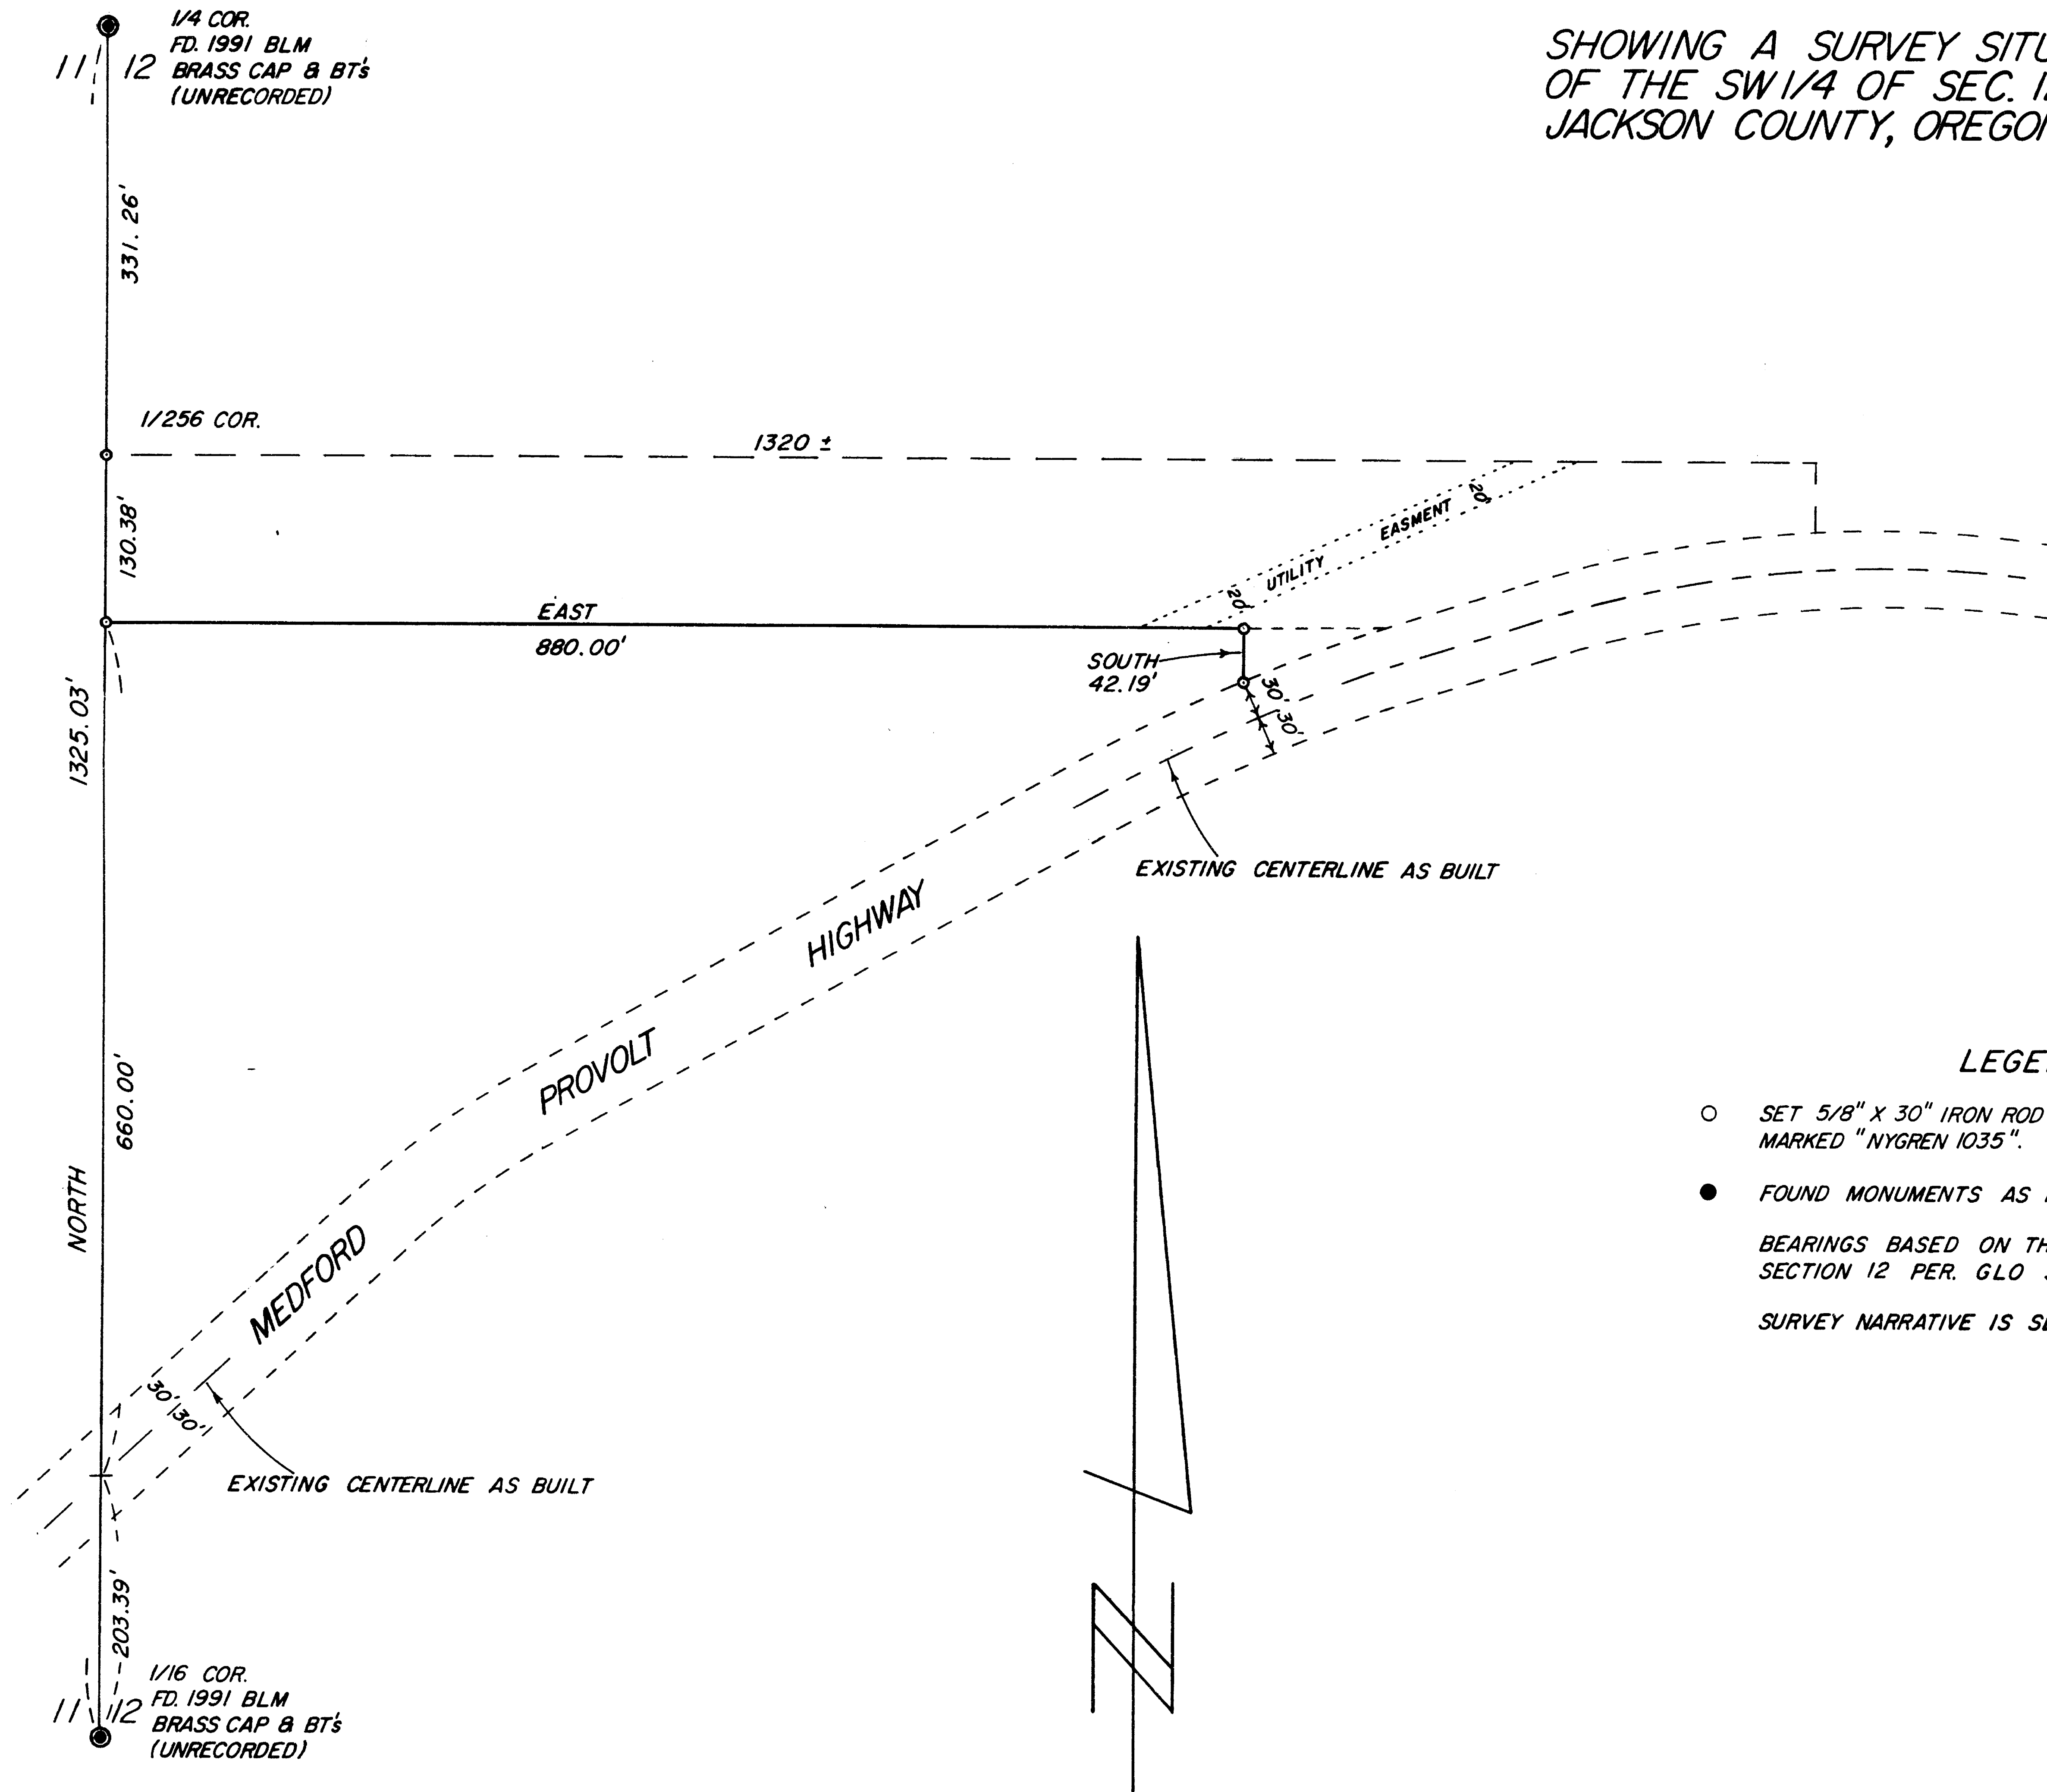 1/4 COR.
FD. 1991 BLM
BRASS CAP & BT's
(UNRECORDED)
11 12
SHOWING A SURVEY
OF THE SW 1/4 OF SEC.
JACKSON COUNTY,
331.26'
1/256 COR.
1320 ±
130.38'
20'
UTILITY EASMENT
20'
EAST
880.00'
SOUTH
42.19'
30' 30'
1325.03'
EXISTING CENTERLINE AS BUILT
MEDFORD PROVOLT HIGHWAY
660.00'
NORTH
30' 30'
EXISTING CENTERLINE AS BUILT
203.39'
1/16 COR.
FD. 1991 BLM
BRASS CAP & BT's
(UNRECORDED)
11 12
N
SET 5/8" X 30" IRON ROD
MARKED "NYGREN 1035".
FOUND MONUMENTS AS
BEARINGS BASED ON
SECTION 12 PER. GLO
SURVEY NARRATIVE IS